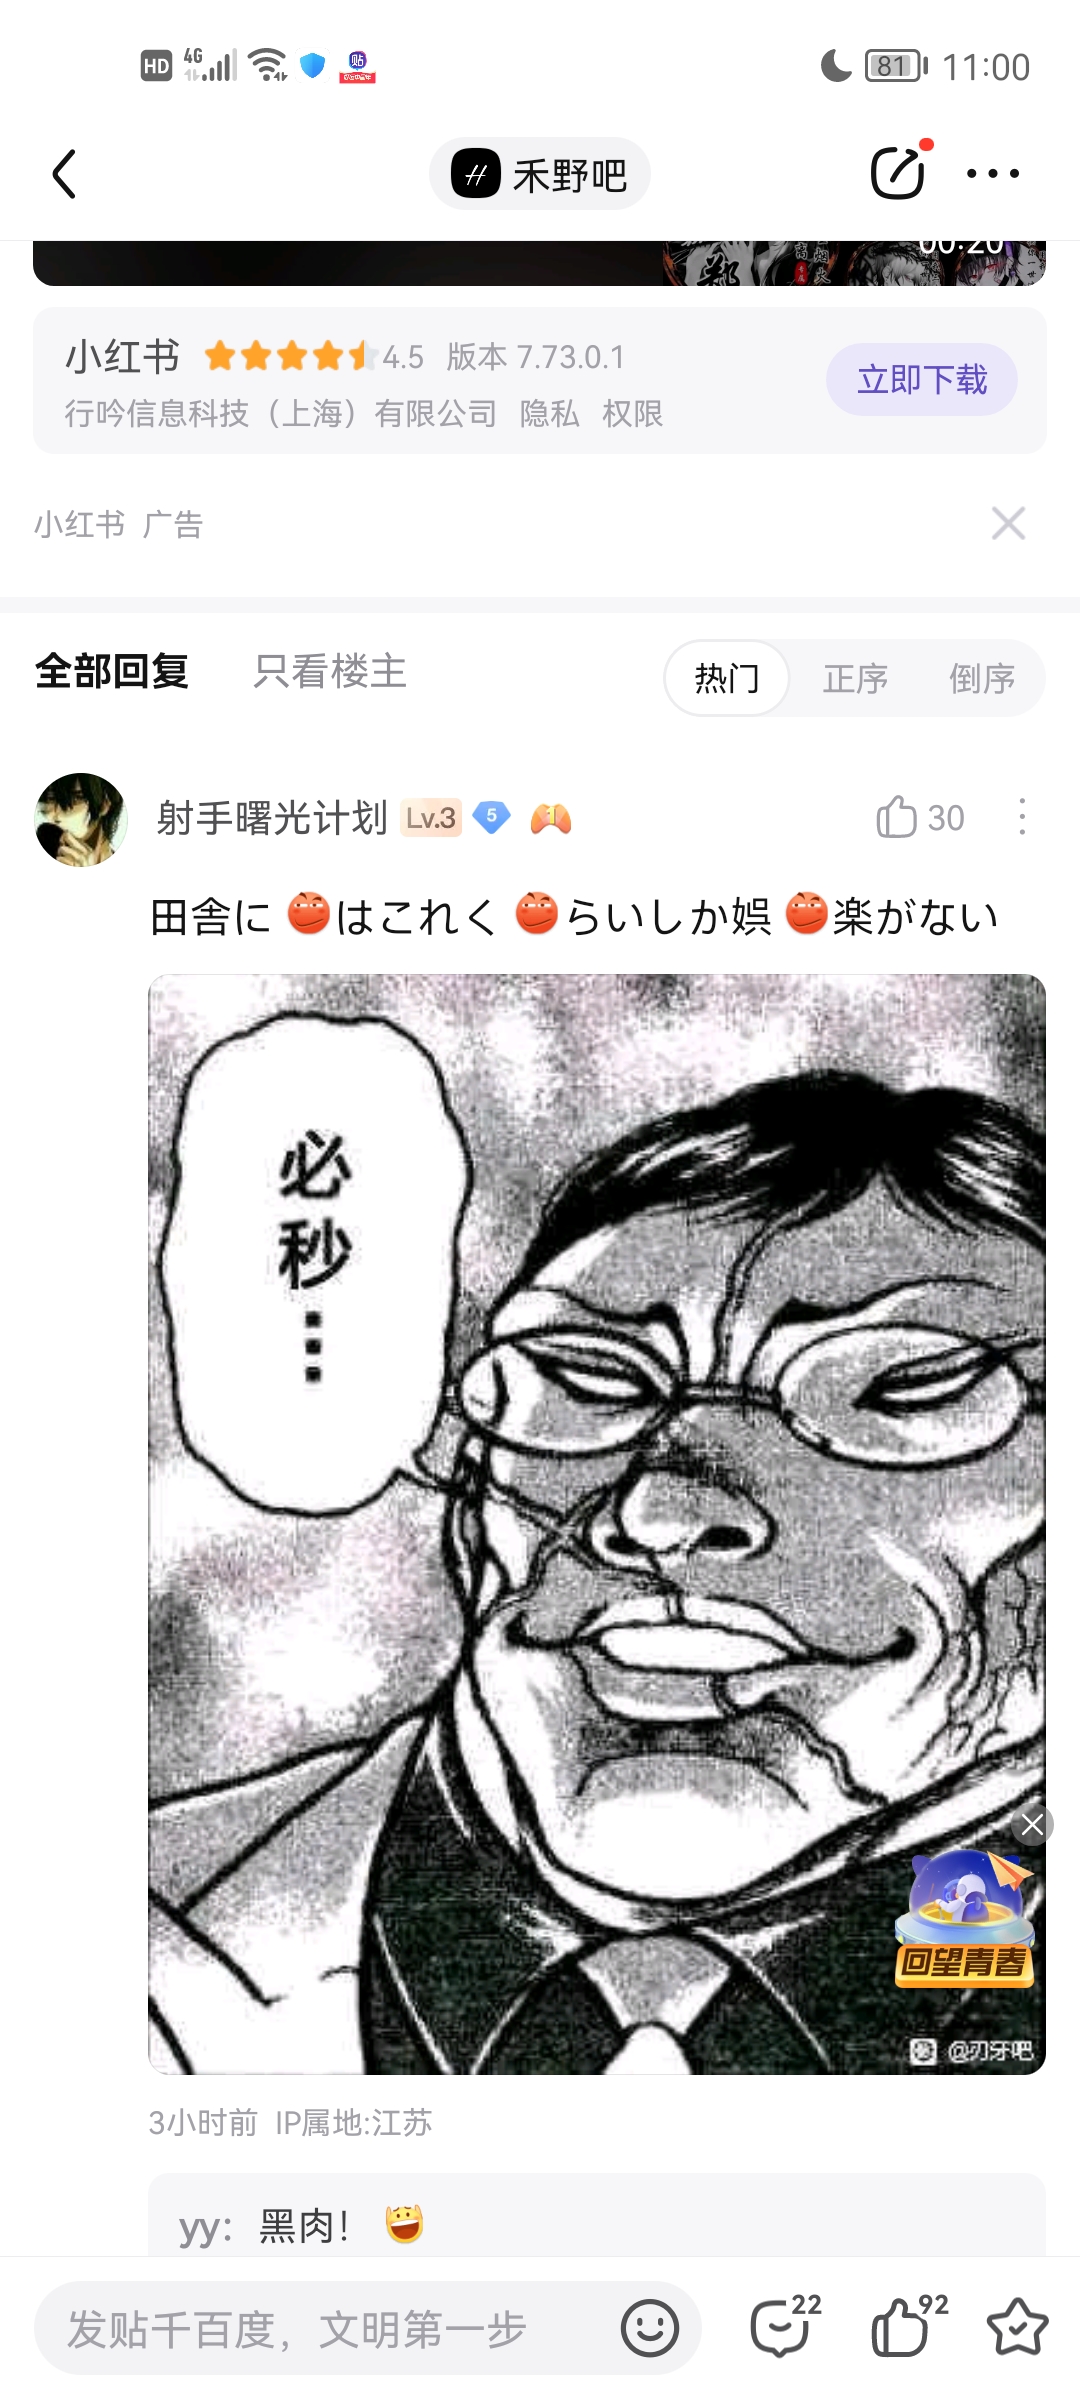 HD 4G 81 11:00
禾野吧
00:20
小红书 4.5 版本 7.73.0.1
立即下载
行吟信息科技（上海）有限公司 隐私 权限
小红书 广告
全部回复 只看楼主 热门 正序 倒序
射手曙光计划 Lv.3 5 1 30
田舎に はこれく らいしか娯 楽がない
必
秒
…
回望青春
@刃牙吧
3小时前 IP属地:江苏
yy: 黑肉!
发贴千百度，文明第一步 22 92